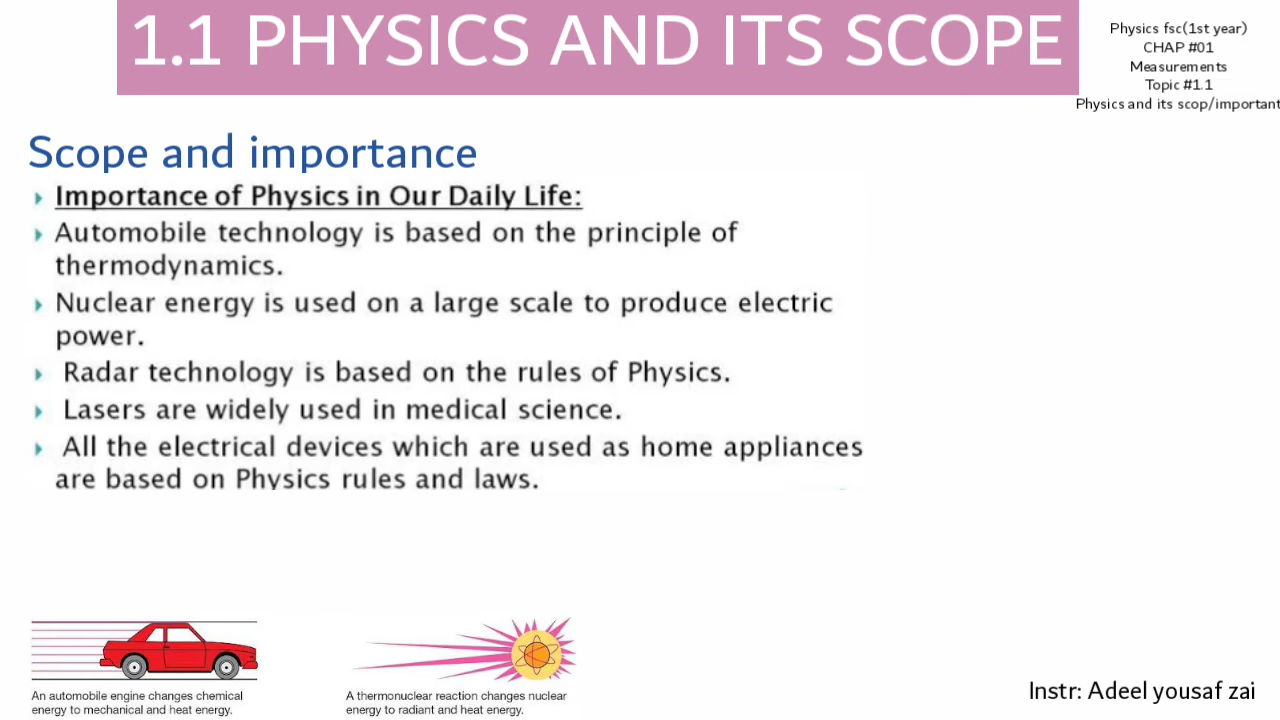 1.1 PHYSICS AND ITS SCOPE
Physics fsc(1st year)
CHAP #01
Measurements
Topic #1.1
Physics and its scop/important
Scope and importance
Importance of Physics in Our Daily Life:
Automobile technology is based on the principle of
thermodynamics.
Nuclear energy is used on a large scale to produce electric
power.
Radar technology is based on the rules of Physics.
Lasers are widely used in medical science.
All the electrical devices which are used as home appliances
are based on Physics rules and laws.
An automobile engine changes chemical
energy to mechanical and heat energy.
A thermonuclear reaction changes nuclear
energy to radiant and heat energy.
Instr: Adeel yousaf zai